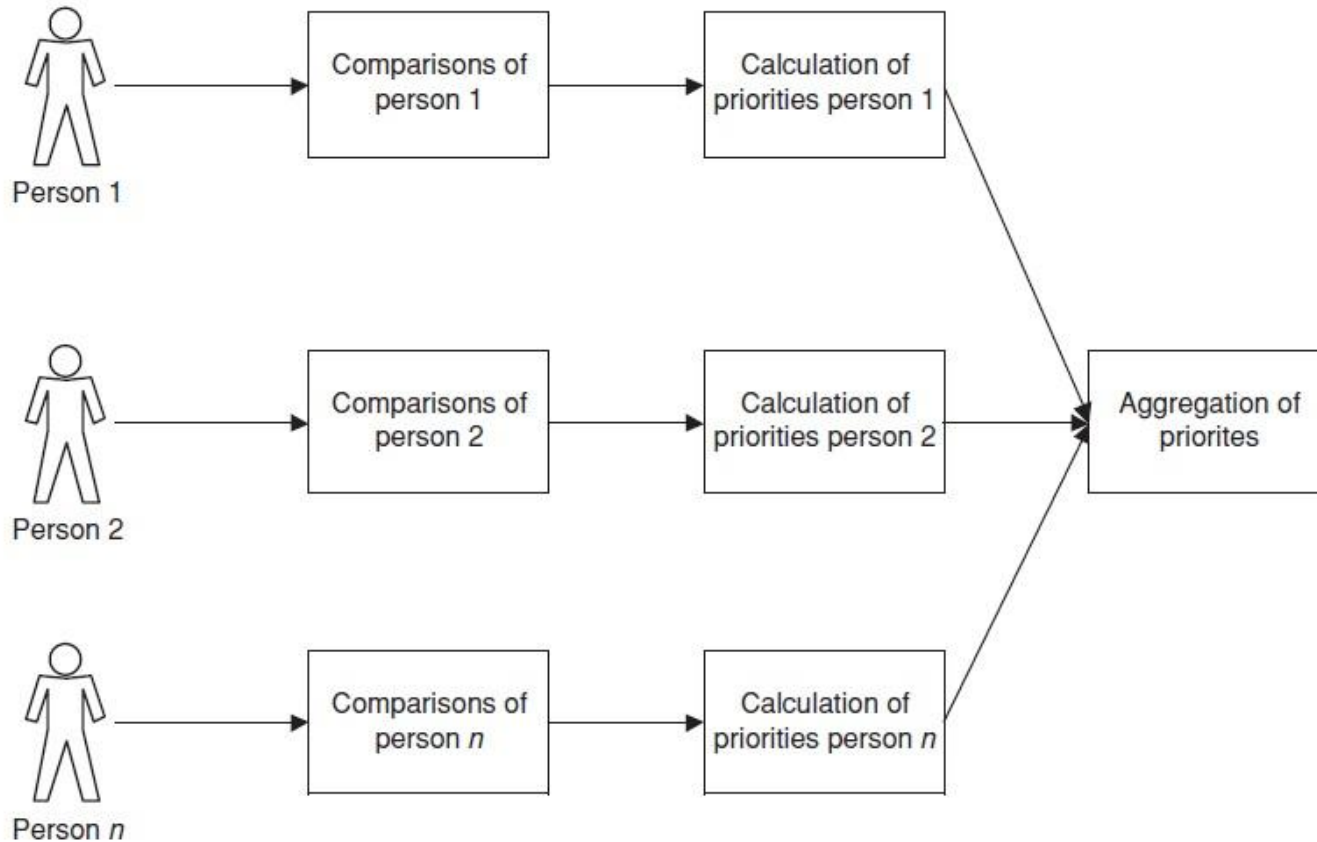 Comparisons of
person 1
Calculation of
priorities person 1
Person 1
Comparisons of
person 2
Calculation of
priorities person 2
Aggregation of
priorites
Person 2
Comparisons of
person n
Calculation of
priorities person n
Person n